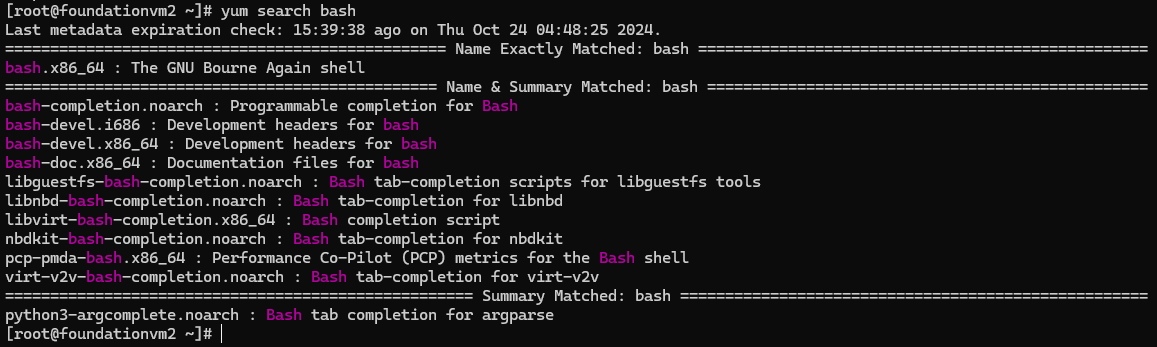 [root@foundationvm2 ~]# yum search bash
Last metadata expiration check: 15:39:38 ago on Thu Oct 24 04:48:25 2024.
================================================= Name Exactly Matched: bash ==================================================
bash.x86_64 : The GNU Bourne Again shell
================================================ Name & Summary Matched: bash =================================================
bash-completion.noarch : Programmable completion for Bash
bash-devel.i686 : Development headers for bash
bash-devel.x86_64 : Development headers for bash
bash-doc.x86_64 : Documentation files for bash
libguestfs-bash-completion.noarch : Bash tab-completion scripts for libguestfs tools
libnbd-bash-completion.noarch : Bash tab-completion for libnbd
libvirt-bash-completion.x86_64 : Bash completion script
nbdkit-bash-completion.noarch : Bash tab-completion for nbdkit
pcp-pmda-bash.x86_64 : Performance Co-Pilot (PCP) metrics for the Bash shell
virt-v2v-bash-completion.noarch : Bash tab-completion for virt-v2v
==================================================== Summary Matched: bash ====================================================
python3-argcomplete.noarch : Bash tab completion for argparse
[root@foundationvm2 ~]#